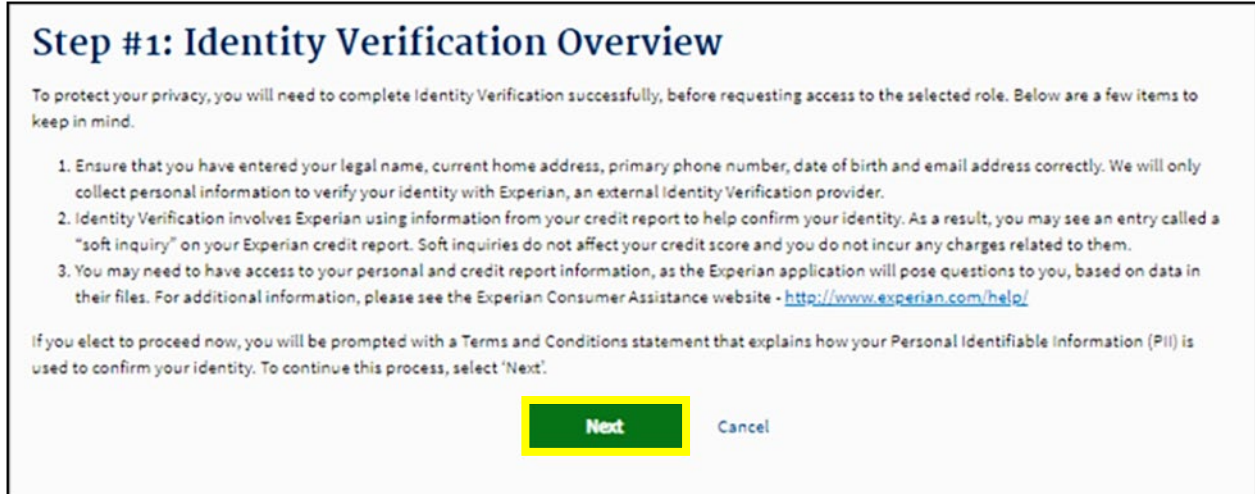 Step #1: Identity Verification Overview
To protect your privacy, you will need to complete Identity Verification successfully, before requesting access to the selected role. Below are a few items to
keep in mind.
1. Ensure that you have entered your legal name, current home address, primary phone number, date of birth and email address correctly. We will only
collect personal information to verify your identity with Experian, an external Identity Verification provider.
2. Identity Verification involves Experian using information from your credit report to help confirm your identity. As a result, you may see an entry called a
“soft inquiry” on your Experian credit report. Soft inquiries do not affect your credit score and you do not incur any charges related to them.
3. You may need to have access to your personal and credit report information, as the Experian application will pose questions to you, based on data in
their files. For additional information, please see the Experian Consumer Assistance website - http://www.experian.com/help/
If you elect to proceed now, you will be prompted with a Terms and Conditions statement that explains how your Personal Identifiable Information (PII) is
used to confirm your identity. To continue this process, select ‘Next’.
Next Cancel